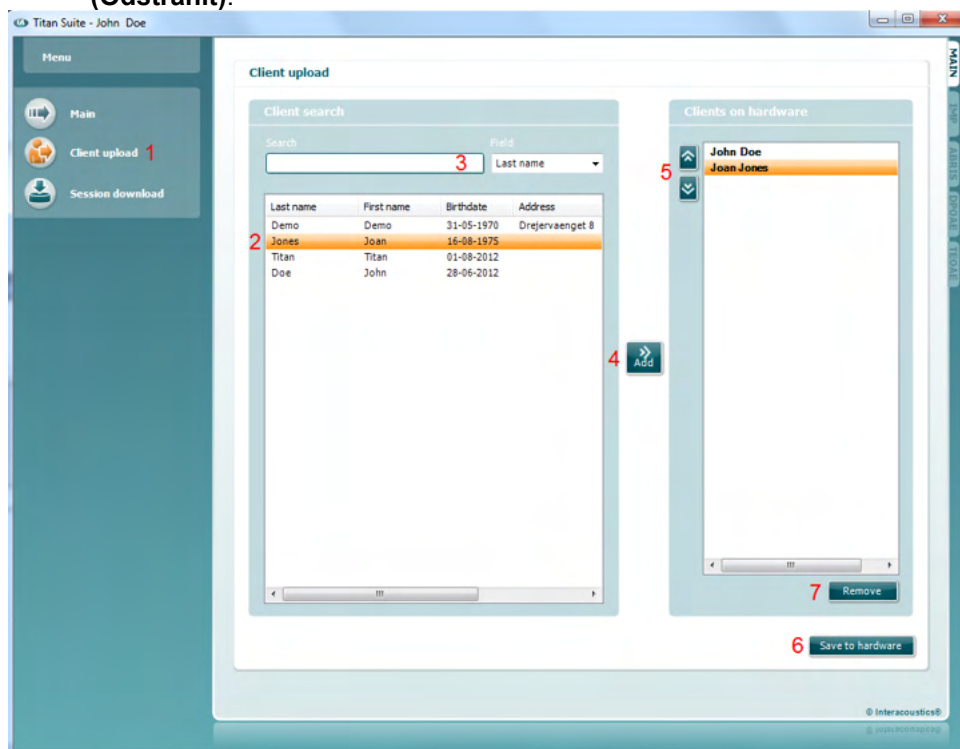 (Odstranit).
Titan Suite - John Doe
Menu
Main
Client upload 1
Session download
Client upload
Client search
Search Field
3 Last name
Last name First name Birthdate Address
Demo Demo 31-05-1970 Drejervaenget 8
2 Jones Joan 16-08-1975
Titan Titan 01-08-2012
Doe John 28-06-2012
4 Add
Clients on hardware
John Doe
5 Joan Jones
7 Remove
6 Save to hardware
MAIN
IMP
ABRIS
DPOAE
TEOAE
© Interacoustics®